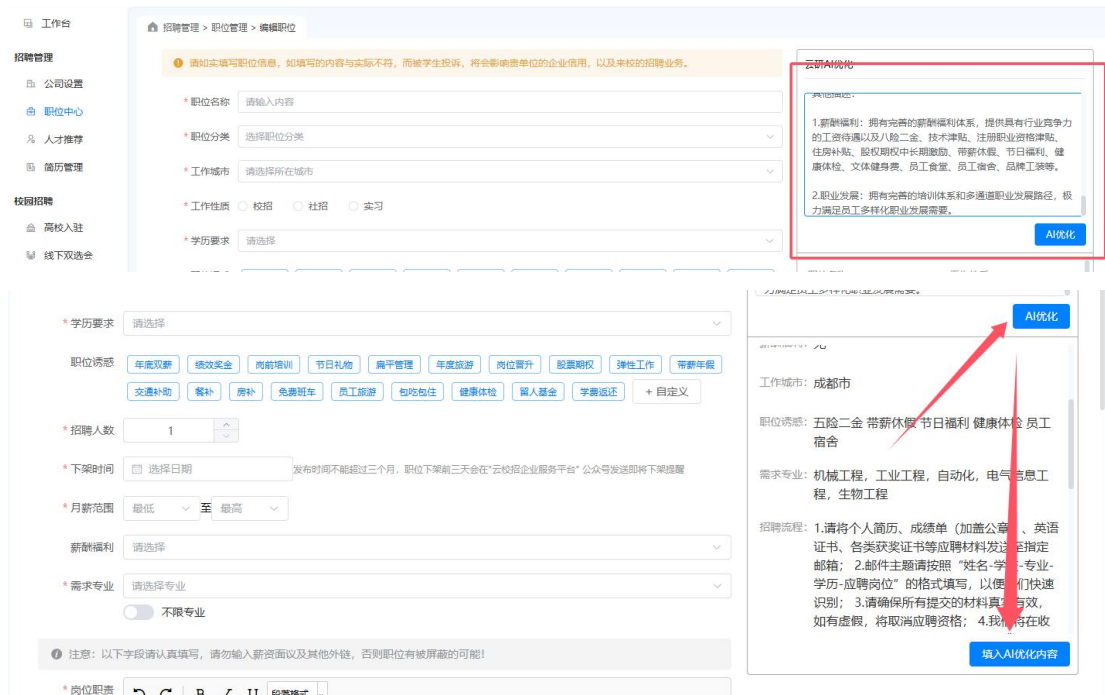 工作台
招聘管理 > 职位管理 > 编辑职位
招聘管理
公司设置
职位中心
人才推荐
简历管理
校园招聘
高校入驻
线下双选会
请如实填写职位信息，如填写的内容与实际不符，而被学生投诉，将会影响贵单位的企业信用，以及来校的招聘业务。
* 职位名称 请输入内容
* 职位分类 选择职位分类
* 工作城市 请选择所在城市
* 工作性质 校招 社招 实习
* 学历要求 请选择
云研AI优化
其他描述：
1.薪酬福利：拥有完善的薪酬福利体系，提供具有行业竞争力
的工资待遇以及八险二金、技术津贴、注册职业资格津贴、
住房补贴、股权期权中长期激励、带薪休假、节日福利、健
康体检、文体健身费、员工食堂、员工宿舍、品牌工装等。
2.职业发展：拥有完善的培训体系和多通道职业发展路径，极
力满足员工多样化职业发展需要。
AI优化
* 学历要求 请选择
职位诱惑 年底双薪 绩效奖金 岗前培训 节日礼物 扁平管理 年度旅游 岗位晋升 股票期权 弹性工作 带薪年假
交通补助 餐补 房补 免费班车 员工旅游 包吃包住 健康体检 留人基金 学费返还 + 自定义
* 招聘人数 1
* 下架时间 选择日期 发布时间不能超过三个月，职位下架前三天会在"云校招企业服务平台" 公众号发送即将下架提醒
* 月薪范围 最低 至 最高
薪酬福利 请选择
* 需求专业 请选择专业
不限专业
注意：以下字段请认真填写，请勿输入薪资面议及其他外链，否则职位有被屏蔽的可能！
* 岗位职责 B I U 段落格式
力满足员工多样化职业发展需要。
AI优化
薪酬福利：无
工作城市：成都市
职位诱惑：五险二金 带薪休假 节日福利 健康体检 员工
宿舍
需求专业：机械工程，工业工程，自动化，电气信息工
程，生物工程
招聘流程：1.请将个人简历、成绩单（加盖公章）、英语
证书、各类获奖证书等应聘材料发送至指定
邮箱； 2.邮件主题请按照“姓名-学校-专业-
学历-应聘岗位”的格式填写，以便我们快速
识别； 3.请确保所有提交的材料真实有效，
如有虚假，将取消应聘资格； 4.我们将在收
填入AI优化内容